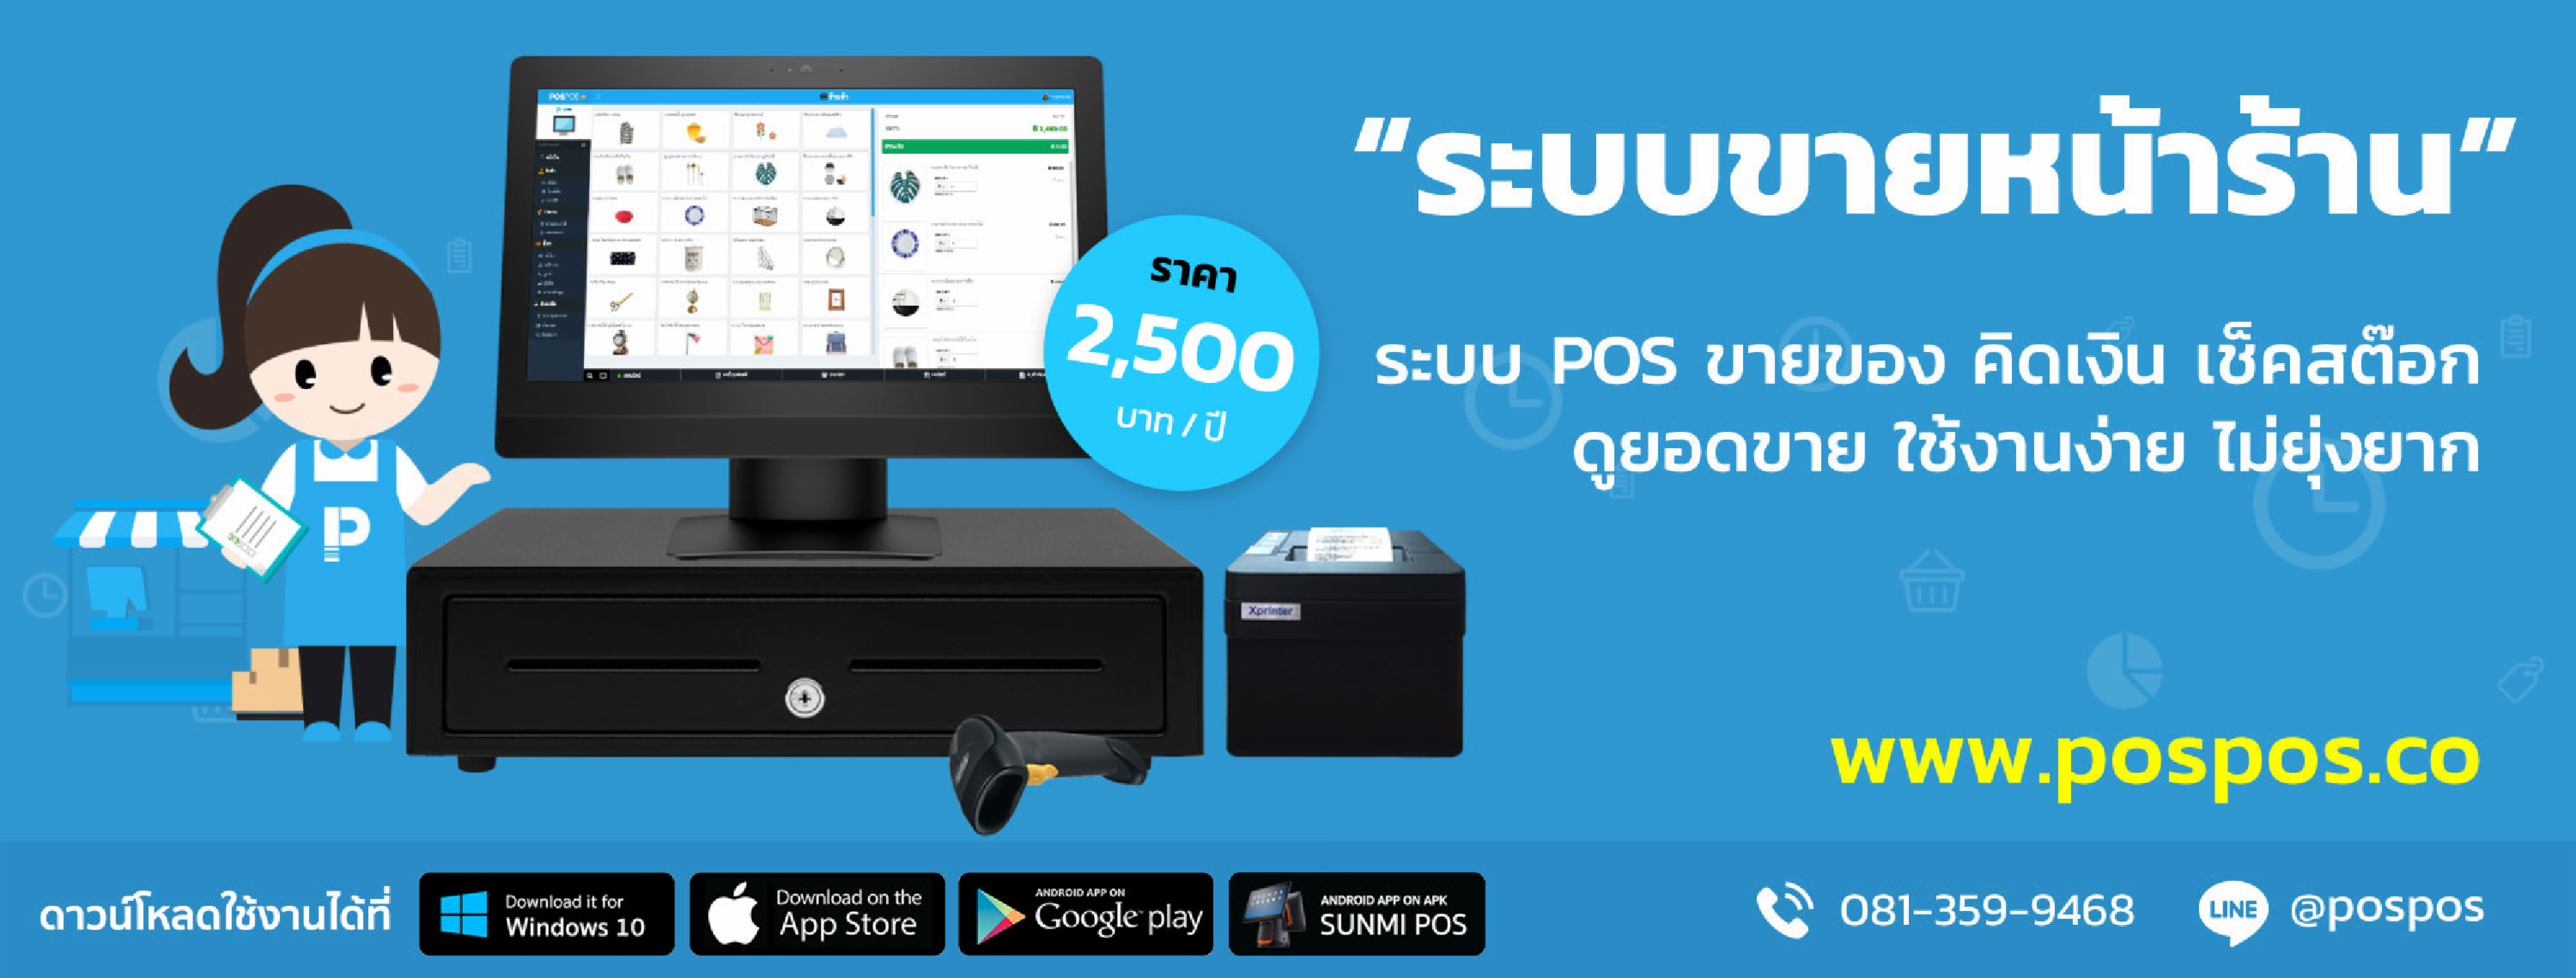 "ระบบขายหน้าร้าน"
ระบบ POS ขายของ คิดเงิน เช็คสต๊อก
ดูยอดขาย ใช้งานง่าย ไม่ยุ่งยาก
ราคา
2,500
บาท / ปี
POSPOS
P
Xprinter
www.pospos.co
ดาวน์โหลดใช้งานได้ที่
Download it for
Windows 10
Download on the
App Store
ANDROID APP ON
Google play
ANDROID APP ON APK
SUNMI POS
081-359-9468
LINE
@pospos